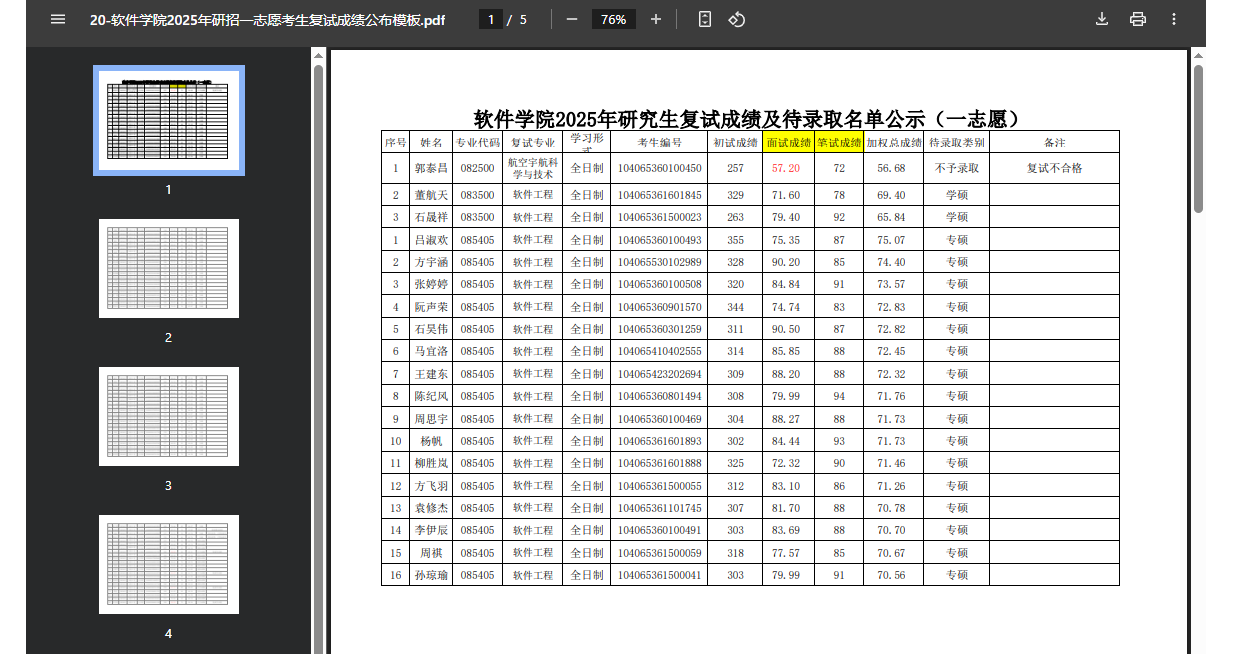 20-软件学院2025年研招一志愿考生复试成绩公布模板.pdf
1 / 5
76%
1
2
3
4
软件学院2025年研究生复试成绩及待录取名单公示（一志愿）
序号 姓名 专业代码 复试专业 学习形式 考生编号 初试成绩 面试成绩 笔试成绩 加权总成绩 待录取类别 备注
1 郭泰昌 082500 航空宇航科学与技术 全日制 104065360100450 257 57.20 72 56.68 不予录取 复试不合格
2 董航天 083500 软件工程 全日制 104065361601845 329 71.60 78 69.40 学硕
3 石晟祥 083500 软件工程 全日制 104065361500023 263 79.40 92 65.84 学硕
1 吕淑欢 085405 软件工程 全日制 104065360100493 355 75.35 87 75.07 专硕
2 方宇涵 085405 软件工程 全日制 104065530102989 328 90.20 85 74.40 专硕
3 张婷婷 085405 软件工程 全日制 104065360100508 320 84.84 91 73.57 专硕
4 阮声荣 085405 软件工程 全日制 104065360901570 344 74.74 83 72.83 专硕
5 石昊伟 085405 软件工程 全日制 104065360301259 311 90.50 87 72.82 专硕
6 马宜洛 085405 软件工程 全日制 104065410402555 314 85.85 88 72.45 专硕
7 王建东 085405 软件工程 全日制 104065423202694 309 88.20 88 72.32 专硕
8 陈纪风 085405 软件工程 全日制 104065360801494 308 79.99 94 71.76 专硕
9 周思宇 085405 软件工程 全日制 104065360100469 304 88.27 88 71.73 专硕
10 杨帆 085405 软件工程 全日制 104065361601893 302 84.44 93 71.73 专硕
11 柳胜岚 085405 软件工程 全日制 104065361601888 325 72.32 90 71.46 专硕
12 方飞羽 085405 软件工程 全日制 104065361500055 312 83.10 86 71.26 专硕
13 袁修杰 085405 软件工程 全日制 104065361101745 307 81.70 88 70.78 专硕
14 李伊辰 085405 软件工程 全日制 104065360100491 303 83.69 88 70.70 专硕
15 周祺 085405 软件工程 全日制 104065361500059 318 77.57 85 70.67 专硕
16 孙琼瑜 085405 软件工程 全日制 104065361500041 303 79.99 91 70.56 专硕